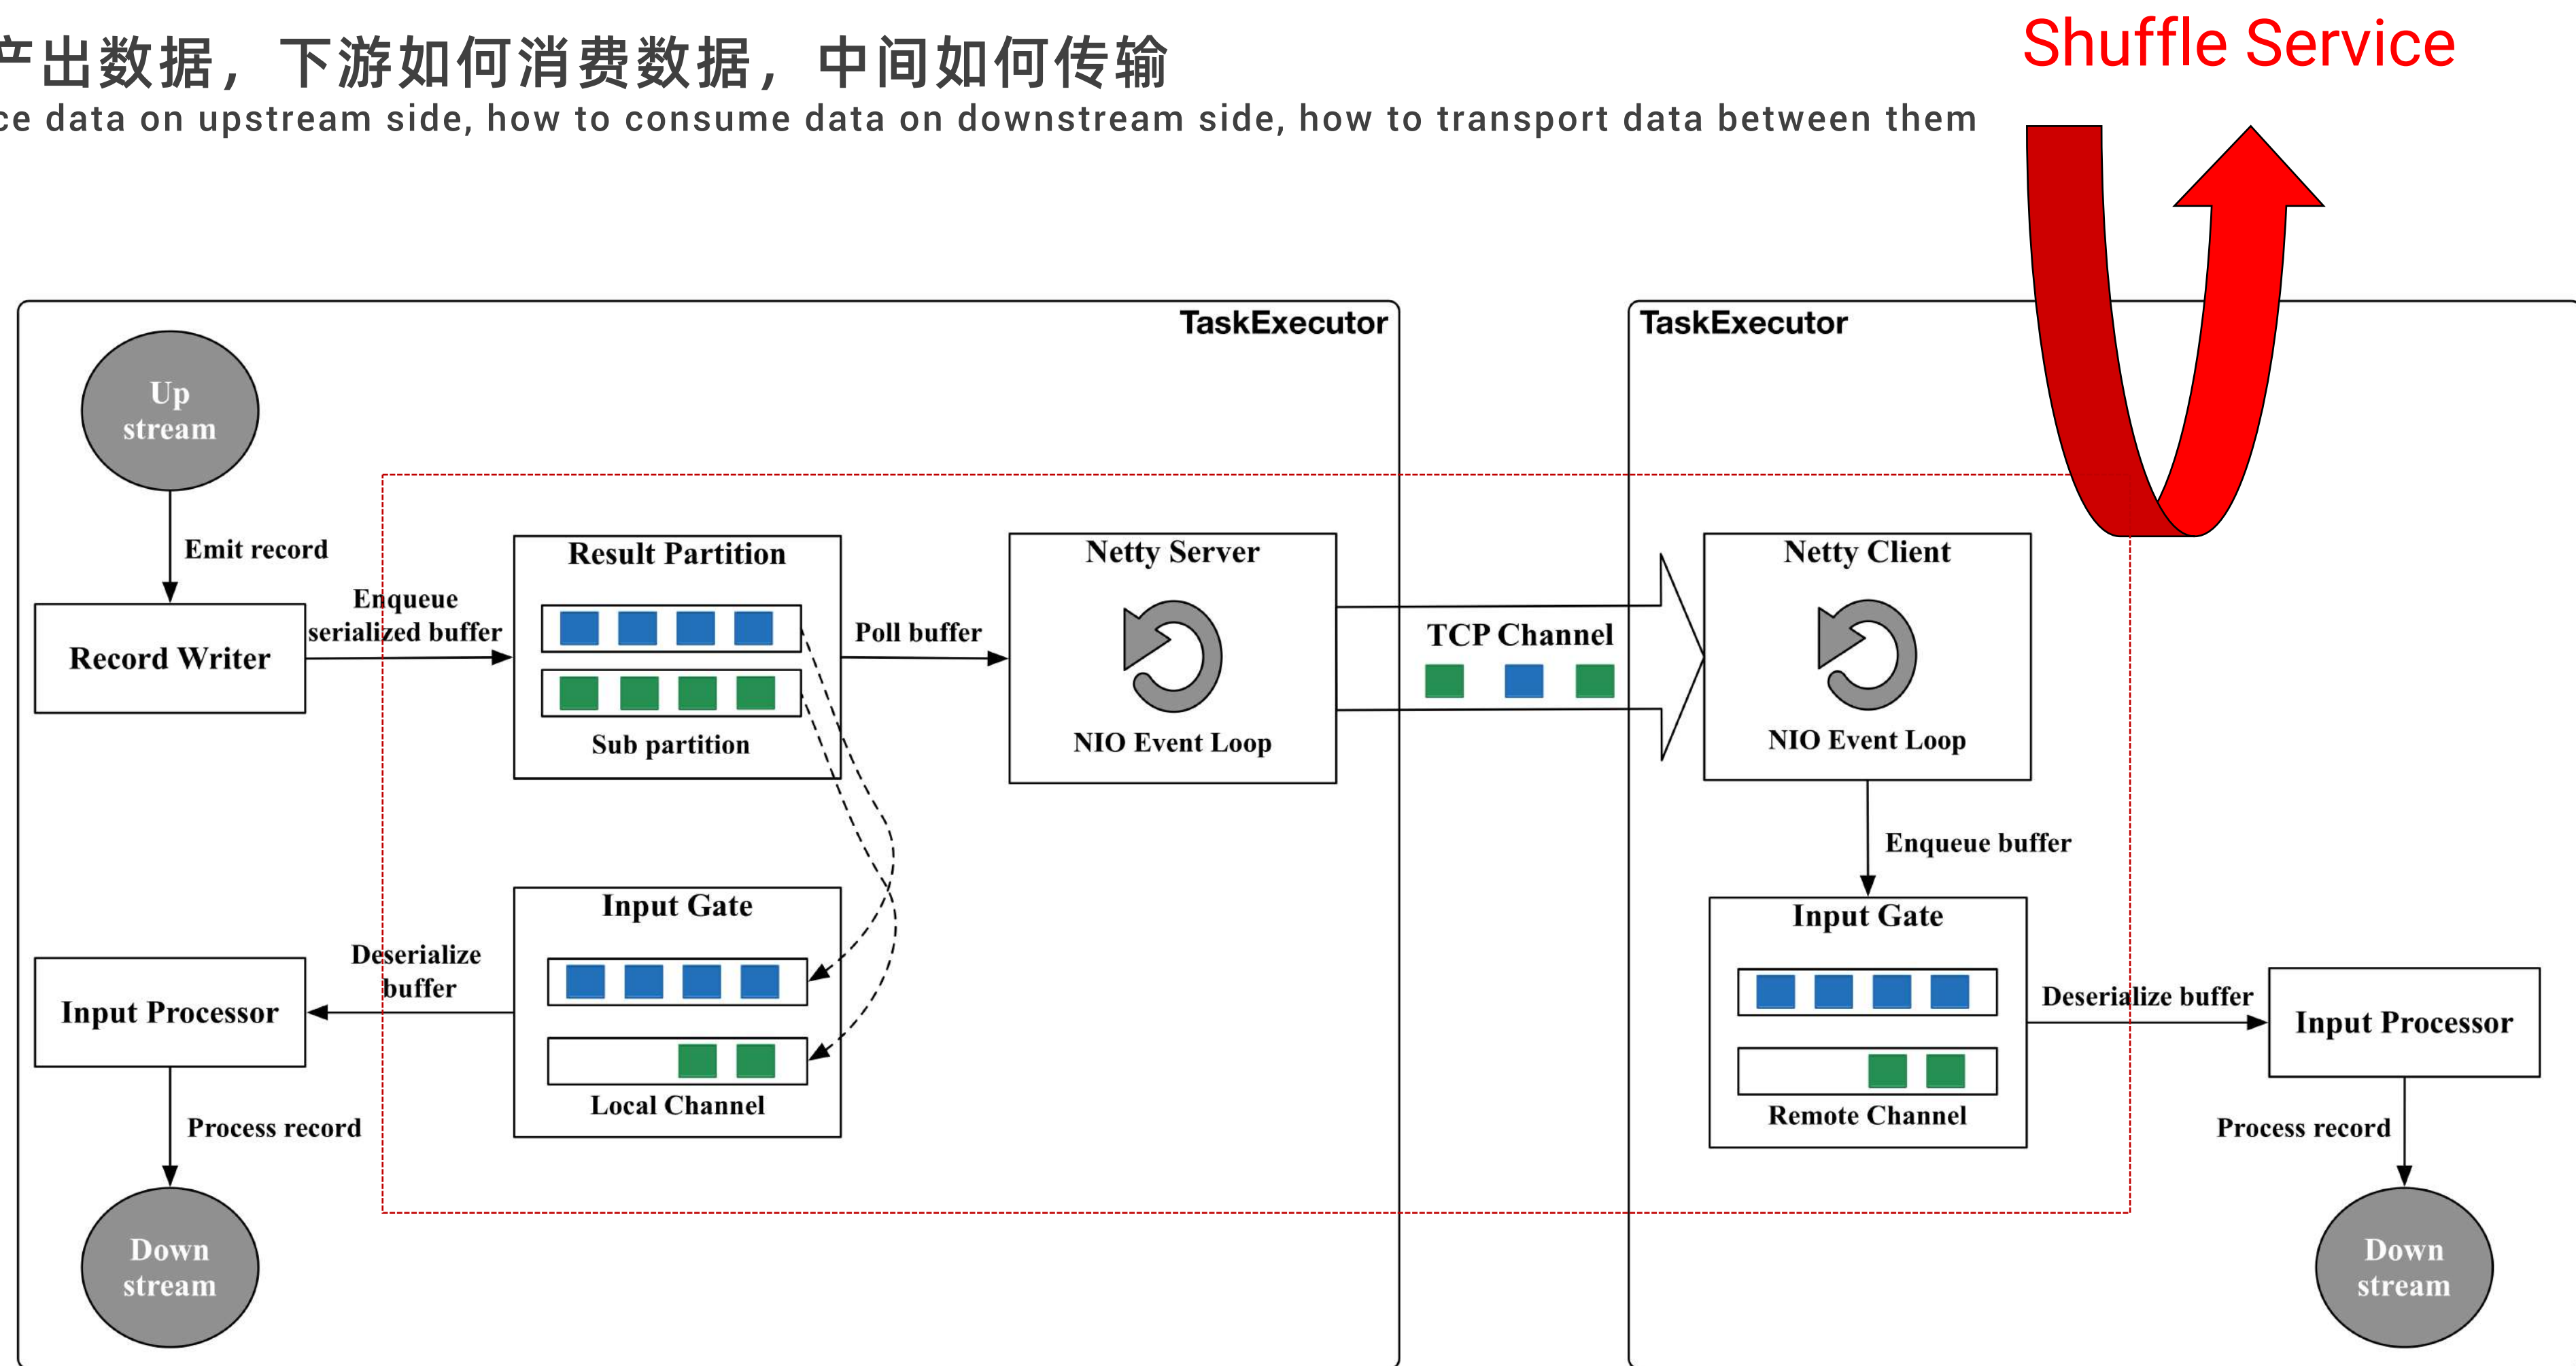 产出数据，下游如何消费数据，中间如何传输
Shuffle Service
ce data on upstream side, how to consume data on downstream side, how to transport data between them
TaskExecutor
TaskExecutor
Up
stream
Emit record
Enqueue
serialized buffer
Record Writer
Result Partition
Sub partition
Poll buffer
Netty Server
NIO Event Loop
TCP Channel
Netty Client
NIO Event Loop
Enqueue buffer
Input Gate
Local Channel
Deserialize
buffer
Input Processor
Process record
Down
stream
Input Gate
Remote Channel
Deserialize buffer
Input Processor
Process record
Down
stream